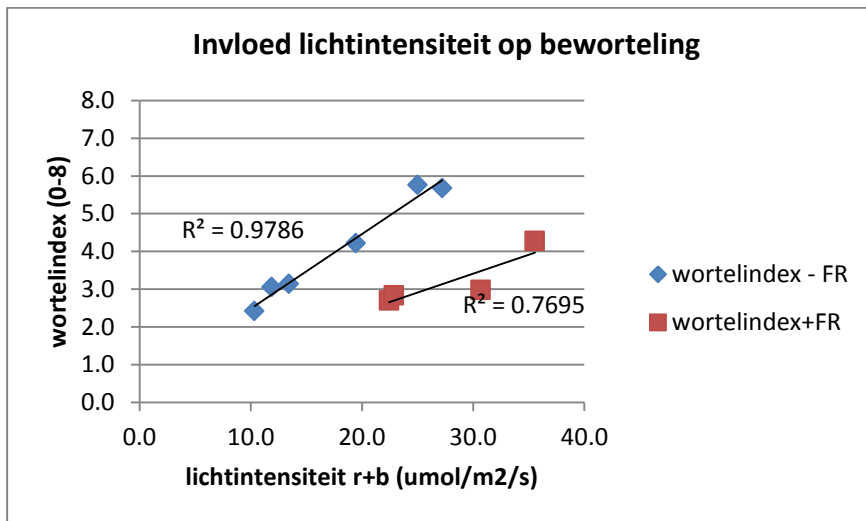 Invloed lichtintensiteit op beworteling
8.0
7.0
6.0
5.0
4.0
3.0
2.0
1.0
0.0
wortelindex (0-8)
R² = 0.9786
R² = 0.7695
0.0 10.0 20.0 30.0 40.0
lichtintensiteit r+b (umol/m2/s)
wortelindex - FR
wortelindex+FR